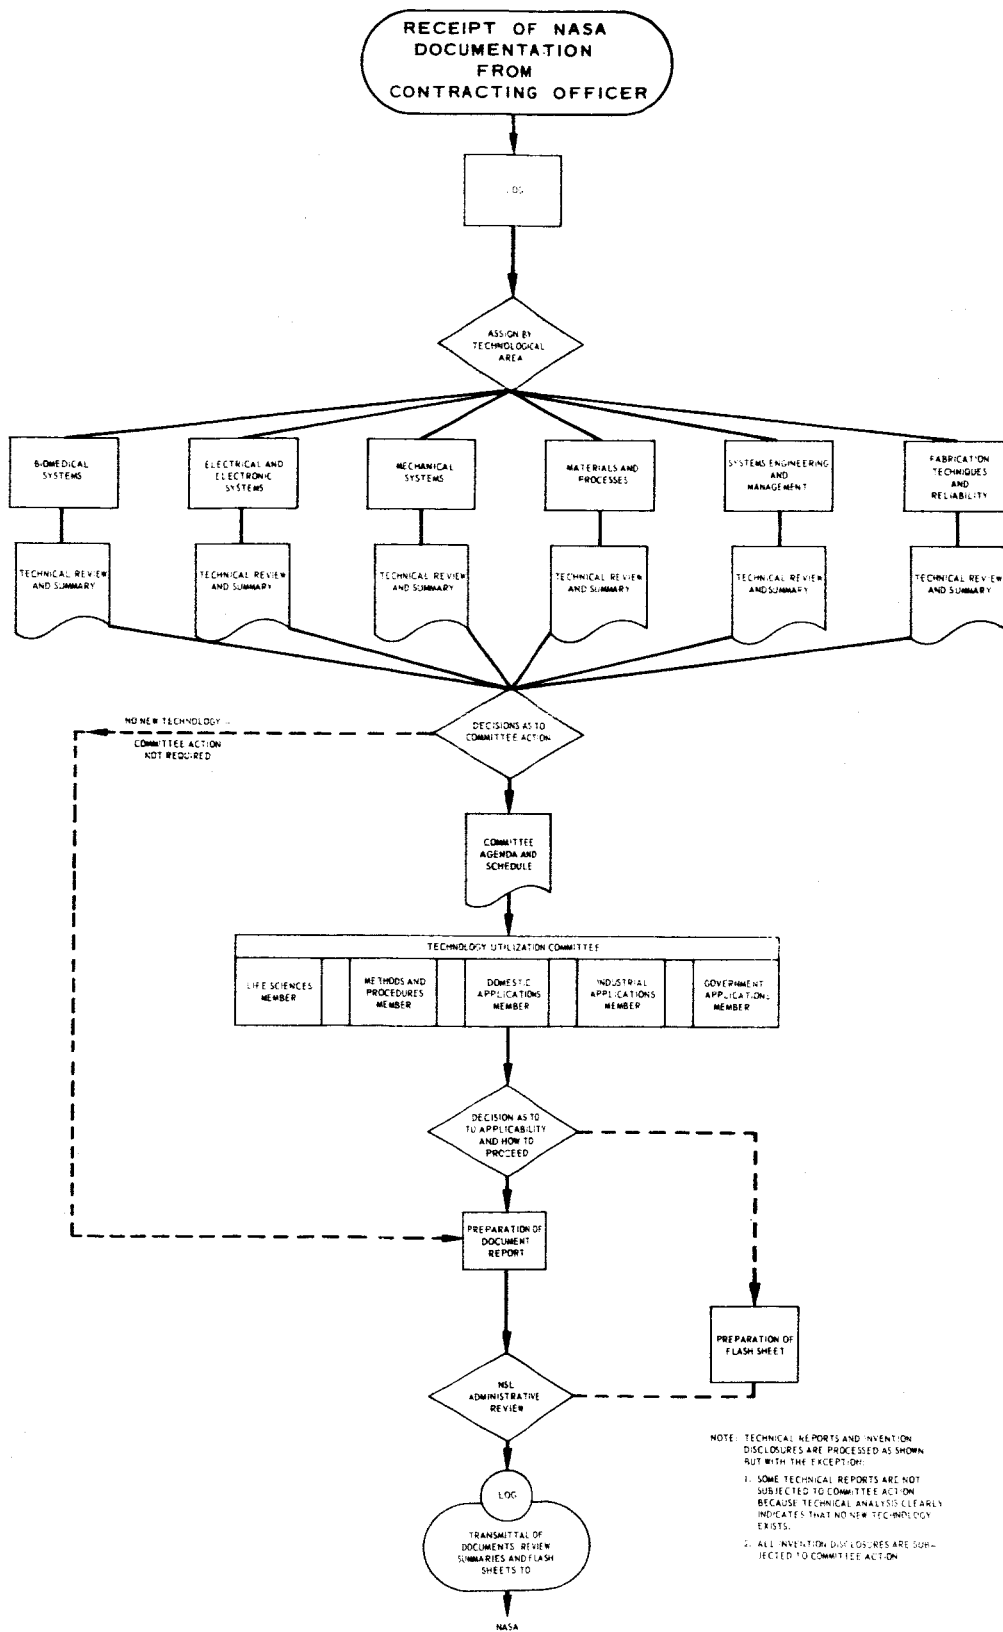 RECEIPT OF NASA
DOCUMENTATION
FROM
CONTRACTING OFFICER
LOG
ASSIGN BY
TECHNOLOGICAL
AREA
BIOMEDICAL
SYSTEMS
ELECTRICAL AND
ELECTRONIC
SYSTEMS
MECHANICAL
SYSTEMS
MATERIALS AND
PROCESSES
SYSTEMS ENGINEERING
AND
MANAGEMENT
FABRICATION
TECHNIQUES
AND
RELIABILITY
TECHNICAL REVIEW
AND SUMMARY
TECHNICAL REVIEW
AND SUMMARY
TECHNICAL REVIEW
AND SUMMARY
TECHNICAL REVIEW
AND SUMMARY
TECHNICAL REVIEW
AND SUMMARY
TECHNICAL REVIEW
AND SUMMARY
NO NEW TECHNOLOGY –
COMMITTEE ACTION
NOT REQUIRED
DECISIONS AS TO
COMMITTEE ACTION
COMMITTEE
AGENDA AND
SCHEDULE
TECHNOLOGY UTILIZATION COMMITTEE
LIFE SCIENCES
MEMBER
METHODS AND
PROCEDURES
MEMBER
DOMESTIC
APPLICATIONS
MEMBER
INDUSTRIAL
APPLICATIONS
MEMBER
GOVERNMENT
APPLICATIONS
MEMBER
DECISION AS TO
TU APPLICABILITY
AND HOW TO
PROCEED
PREPARATION OF
DOCUMENT
REPORT
PREPARATION OF
FLASH SHEET
NSL
ADMINISTRATIVE
REVIEW
LOG
TRANSMITTAL OF
DOCUMENTS, REVIEW
SUMMARIES AND FLASH
SHEETS TO
NASA
NOTE: TECHNICAL REPORTS AND INVENTION
DISCLOSURES ARE PROCESSED AS SHOWN
BUT WITH THE EXCEPTION:
1. SOME TECHNICAL REPORTS ARE NOT
SUBJECTED TO COMMITTEE ACTION
BECAUSE TECHNICAL ANALYSIS CLEARLY
INDICATES THAT NO NEW TECHNOLOGY
EXISTS.
2. ALL INVENTION DISCLOSURES ARE SUB–
JECTED TO COMMITTEE ACTION